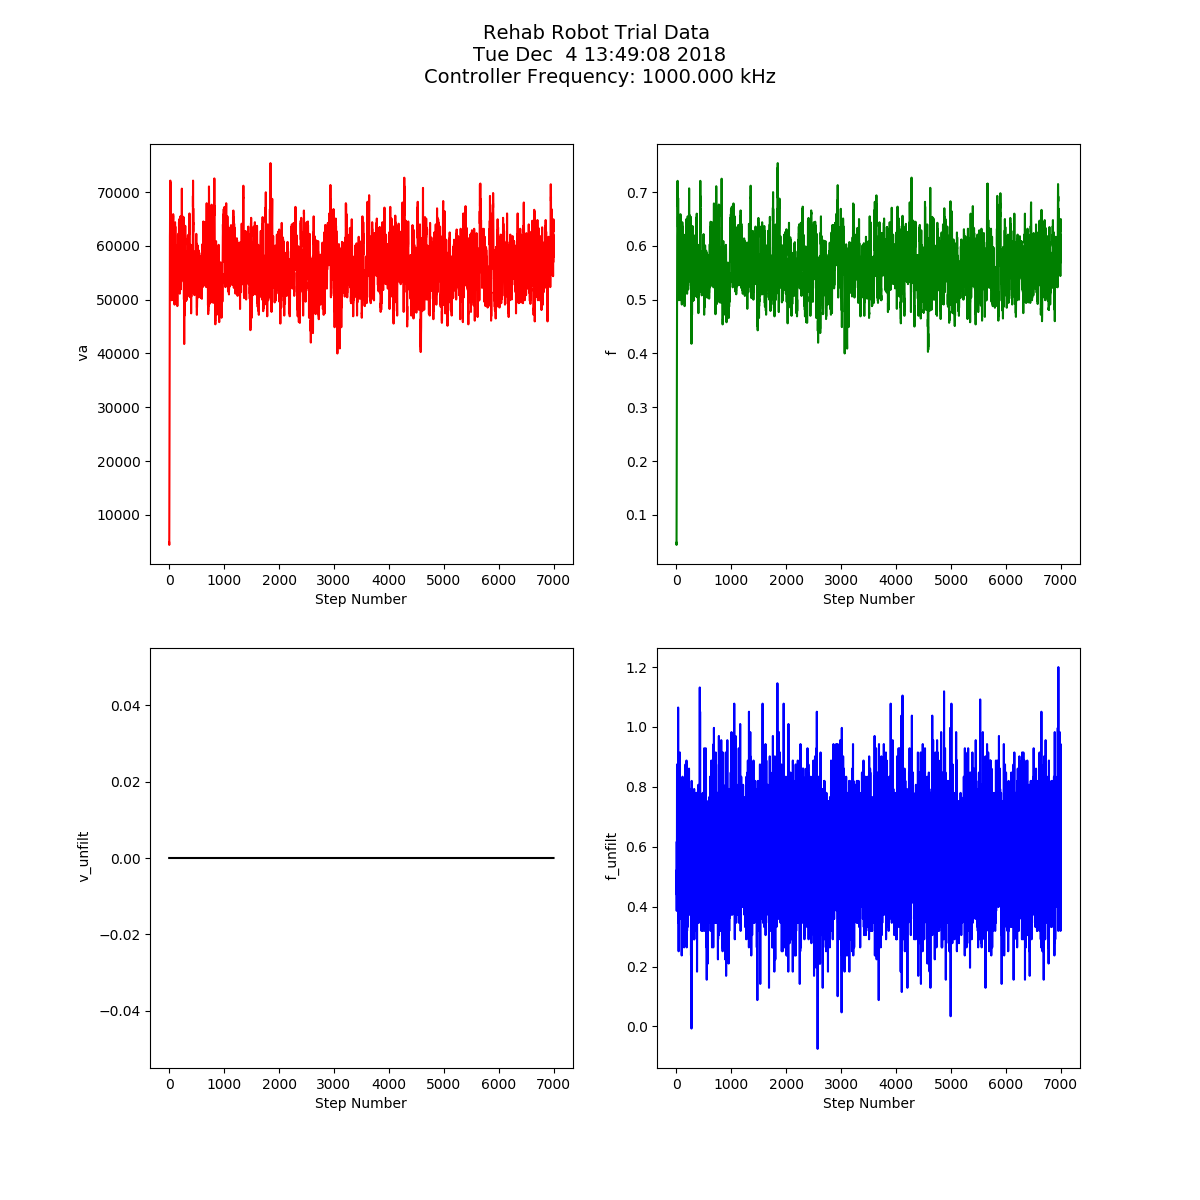 Rehab Robot Trial Data
Tue Dec  4 13:49:08 2018
Controller Frequency: 1000.000 kHz
70000
60000
50000
40000
30000
20000
10000
va
0 1000 2000 3000 4000 5000 6000 7000
Step Number
0.7
0.6
0.5
0.4
0.3
0.2
0.1
f
0 1000 2000 3000 4000 5000 6000 7000
Step Number
0.04
0.02
0.00
−0.02
−0.04
v_unfilt
0 1000 2000 3000 4000 5000 6000 7000
Step Number
1.2
1.0
0.8
0.6
0.4
0.2
0.0
f_unfilt
0 1000 2000 3000 4000 5000 6000 7000
Step Number